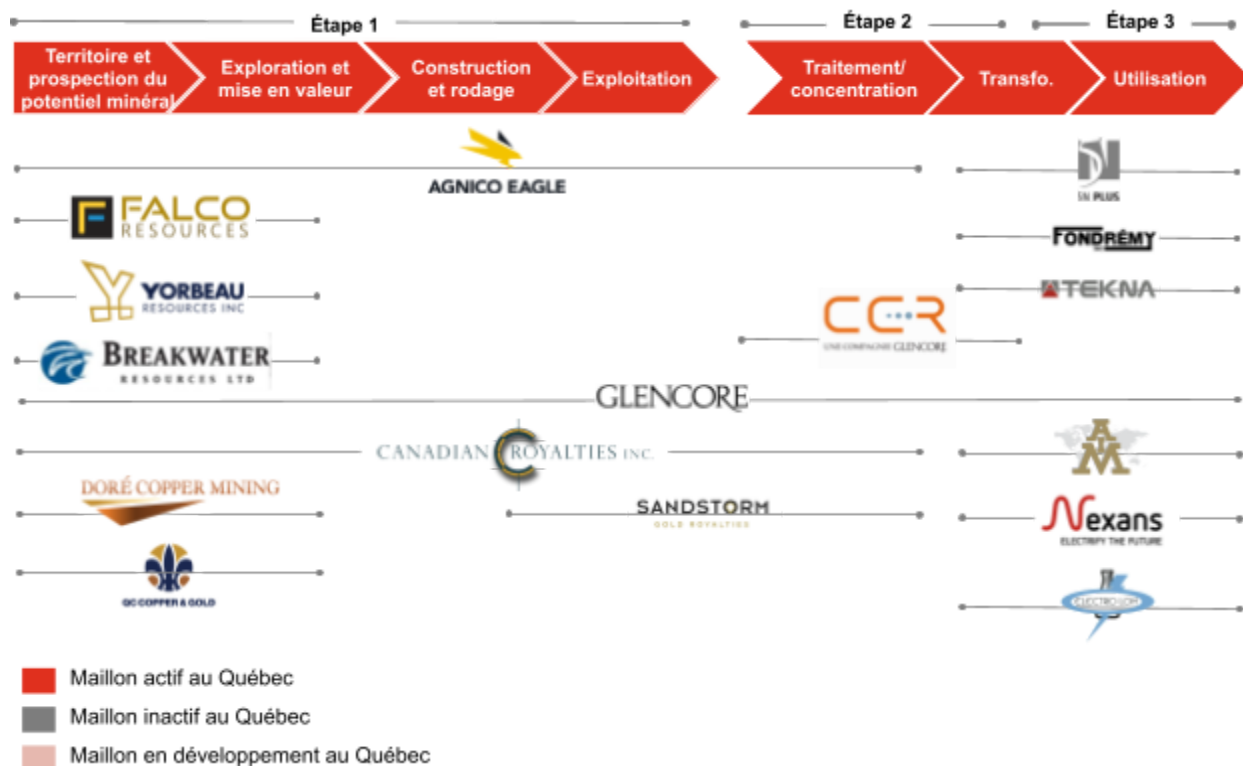 Étape 1
Étape 2
Étape 3
Territoire et
prospection du
potentiel minéral
Exploration et
mise en valeur
Construction
et rodage
Exploitation
Traitement/
concentration
Transfo.
Utilisation
AGNICO EAGLE
SN PLUS
F FALCO
RESOURCES
FONDRÉMY
YORBEAU
RESOURCES INC
TEKNA
CCR
UNE COMPAGNIE GLENCORE
BREAKWATER
RESOURCES LTD
GLENCORE
CANADIAN ROYALTIES INC.
ATM
DORÉ COPPER MINING
SANDSTORM
GOLD ROYALTIES
Nexans
ELECTRIFY THE FUTURE
QC COPPER & GOLD
Maillon actif au Québec
Maillon inactif au Québec
Maillon en développement au Québec